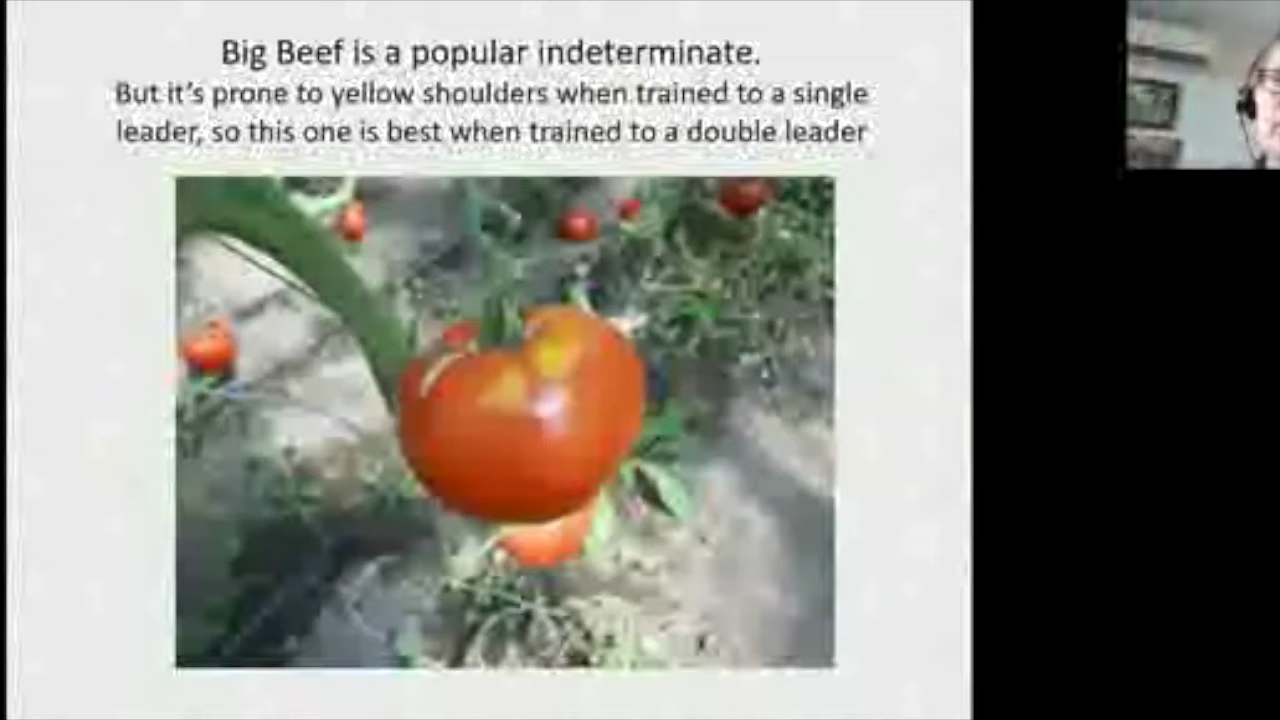 Big Beef is a popular indeterminate.
But it's prone to yellow shoulders when trained to a single
leader, so this one is best when trained to a double leader